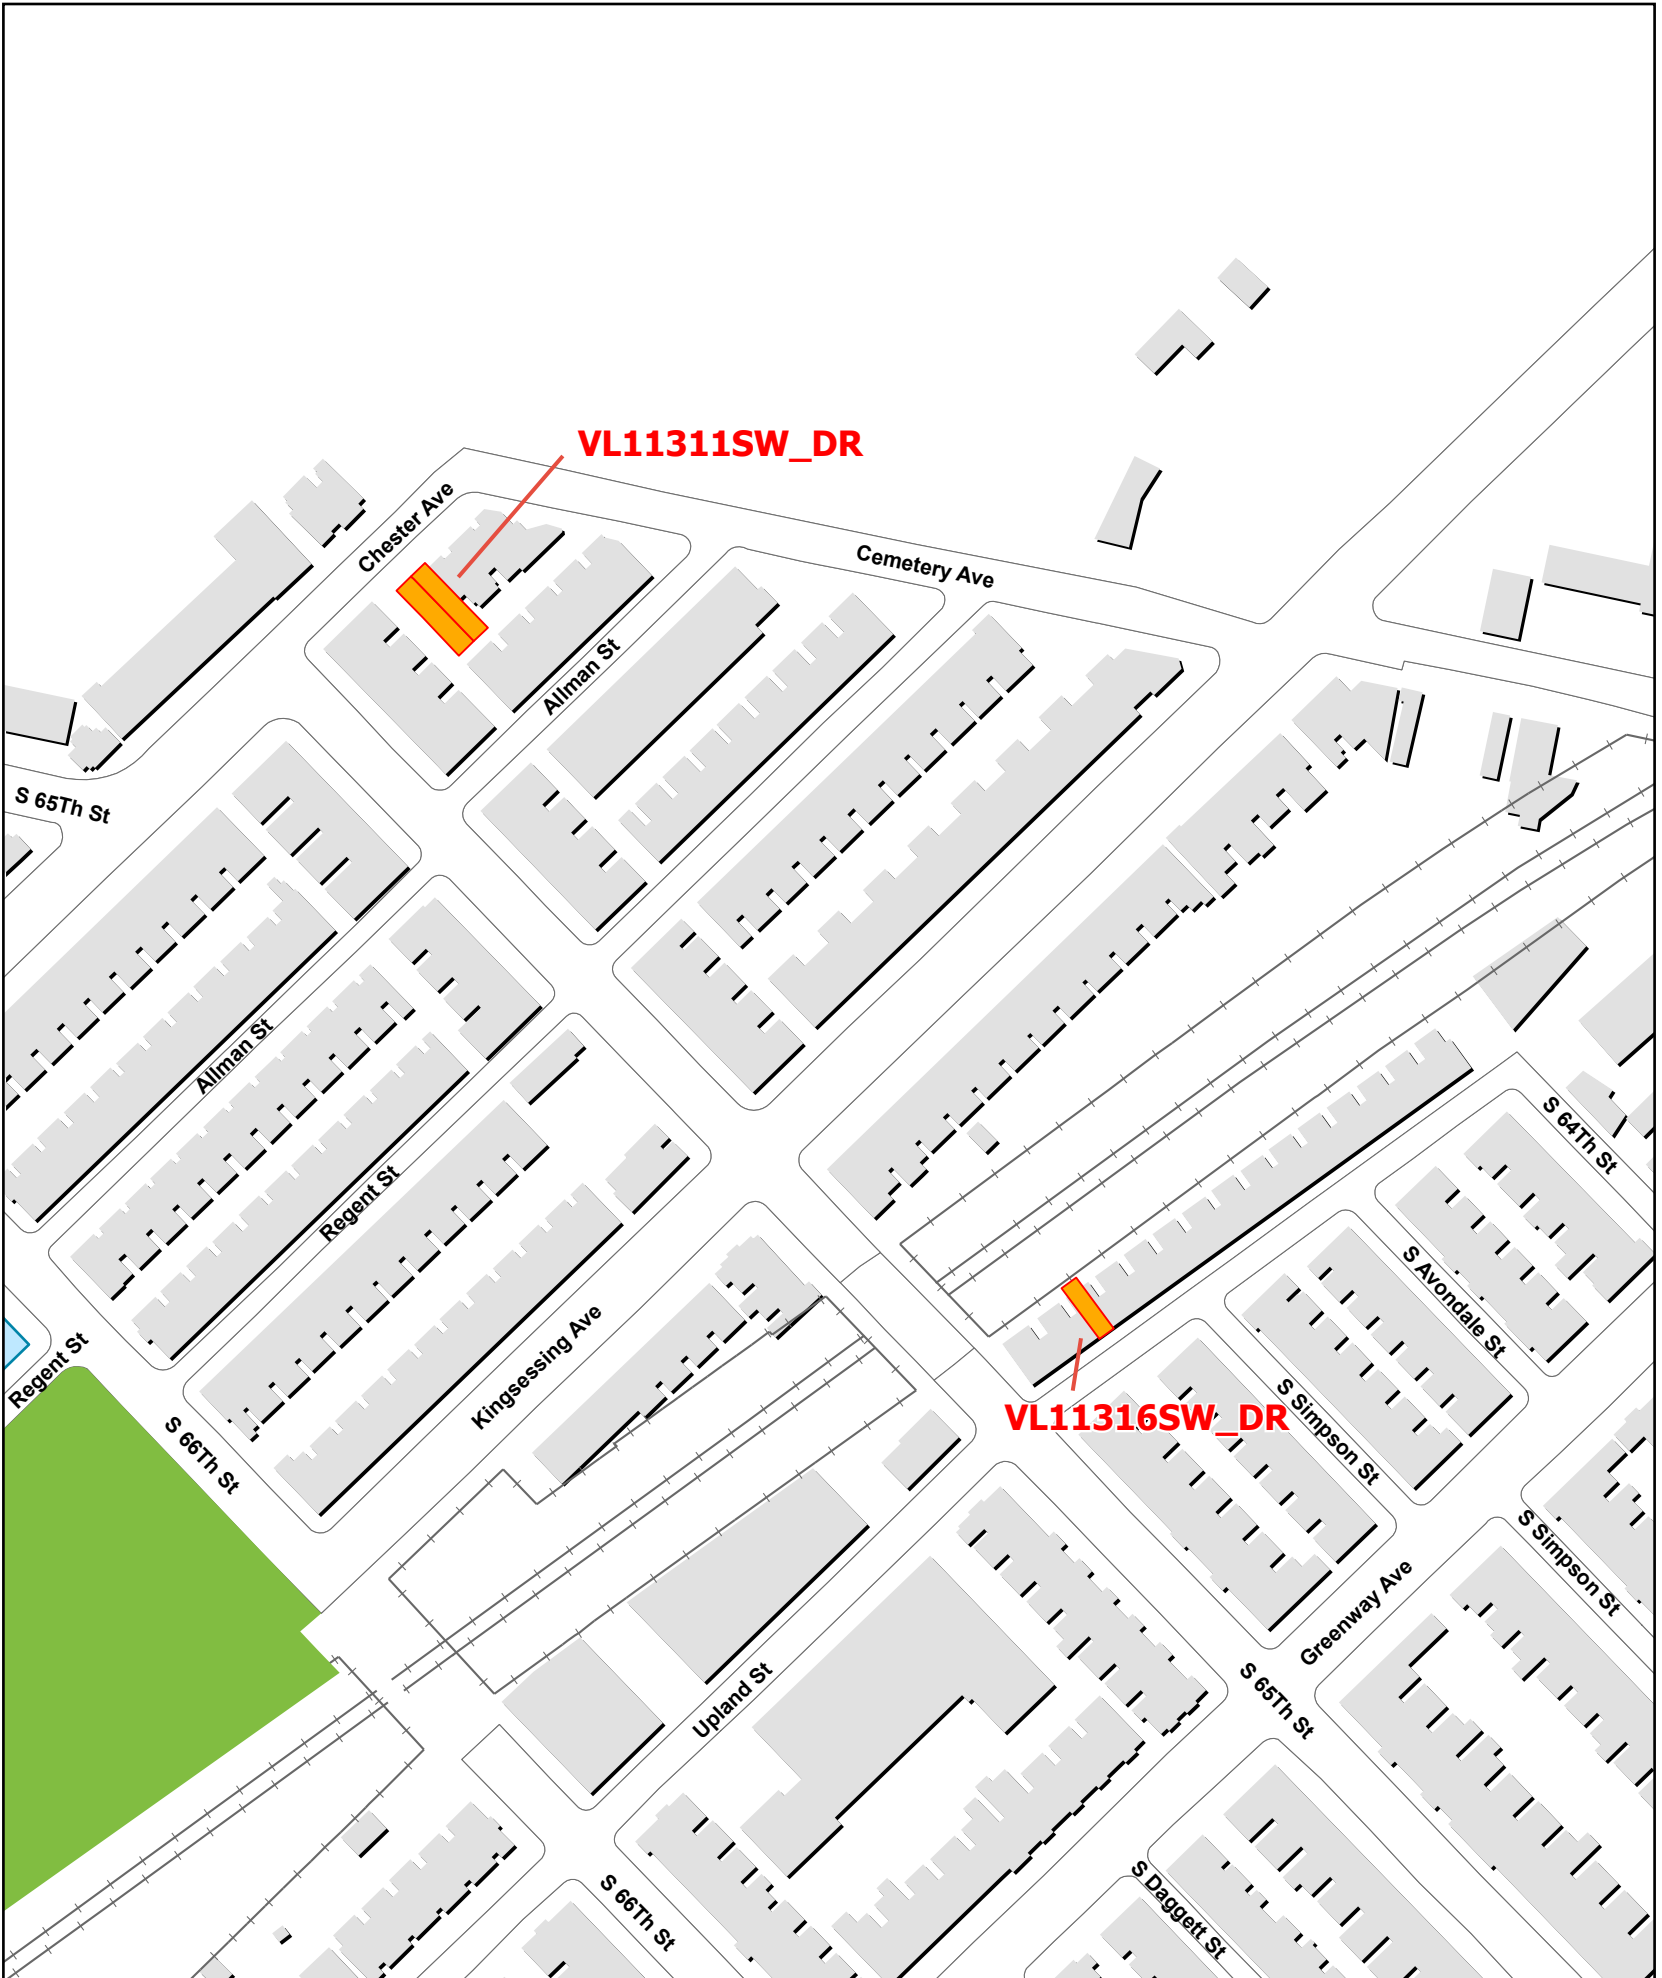 VL11311SW_DR
Chester Ave
Cemetery Ave
Allman St
S 65Th St
Allman St
S 64Th St
Regent St
S Avondale St
Kingsessing Ave
Regent St
VL11316SW_DR
S Simpson St
S 66Th St
S Simpson St
Greenway Ave
Upland St
S 65Th St
S 66Th St
S Daggett St